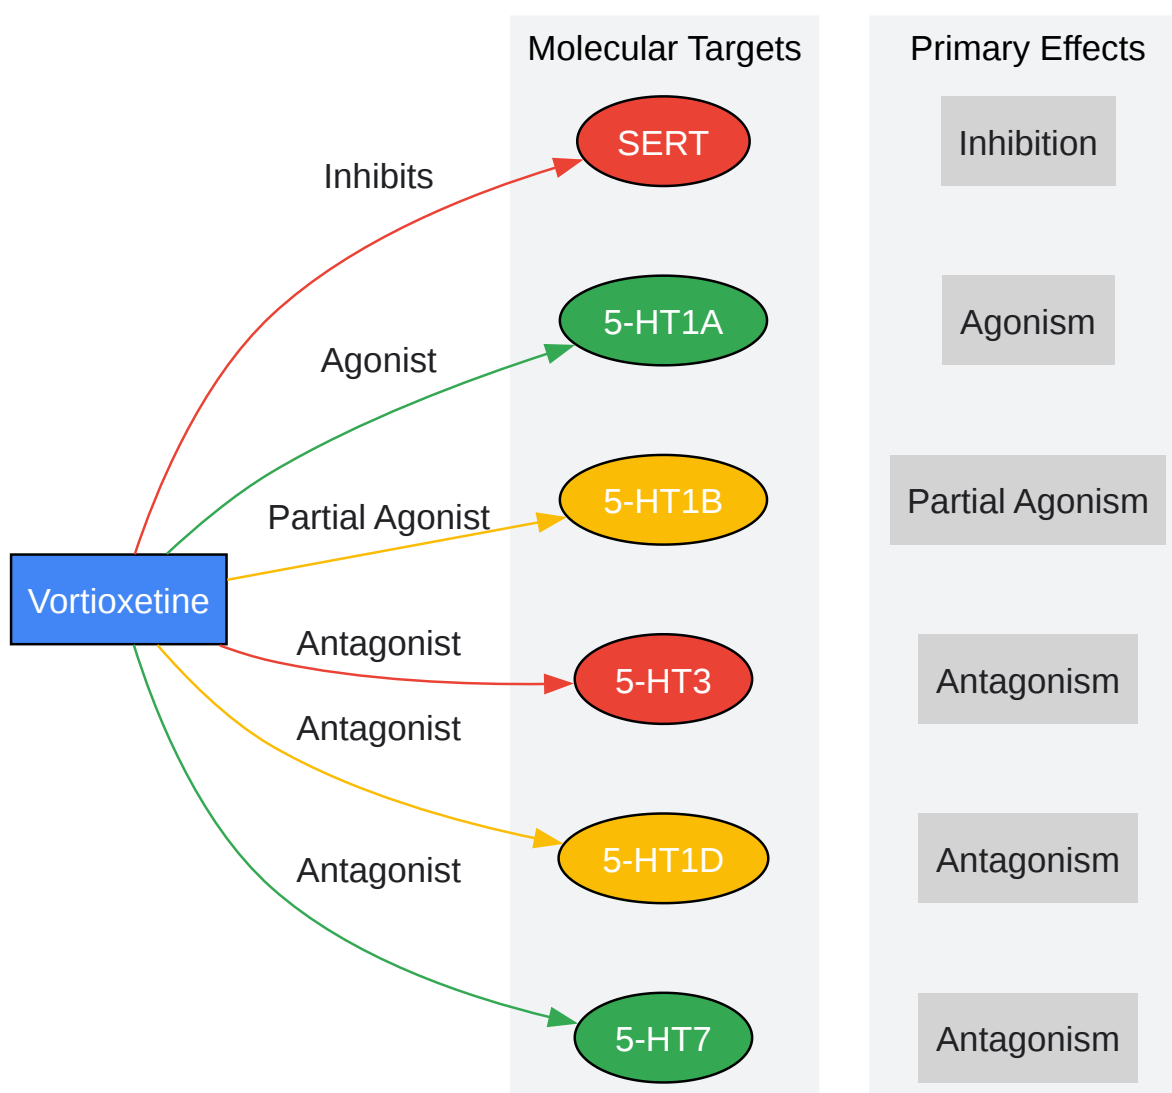 Molecular Targets
Primary Effects
SERT
Inhibition
Inhibits
5-HT1A
Agonism
Agonist
5-HT1B
Partial Agonism
Partial Agonist
Vortioxetine
Antagonist
5-HT3
Antagonism
Antagonist
5-HT1D
Antagonism
Antagonist
5-HT7
Antagonism